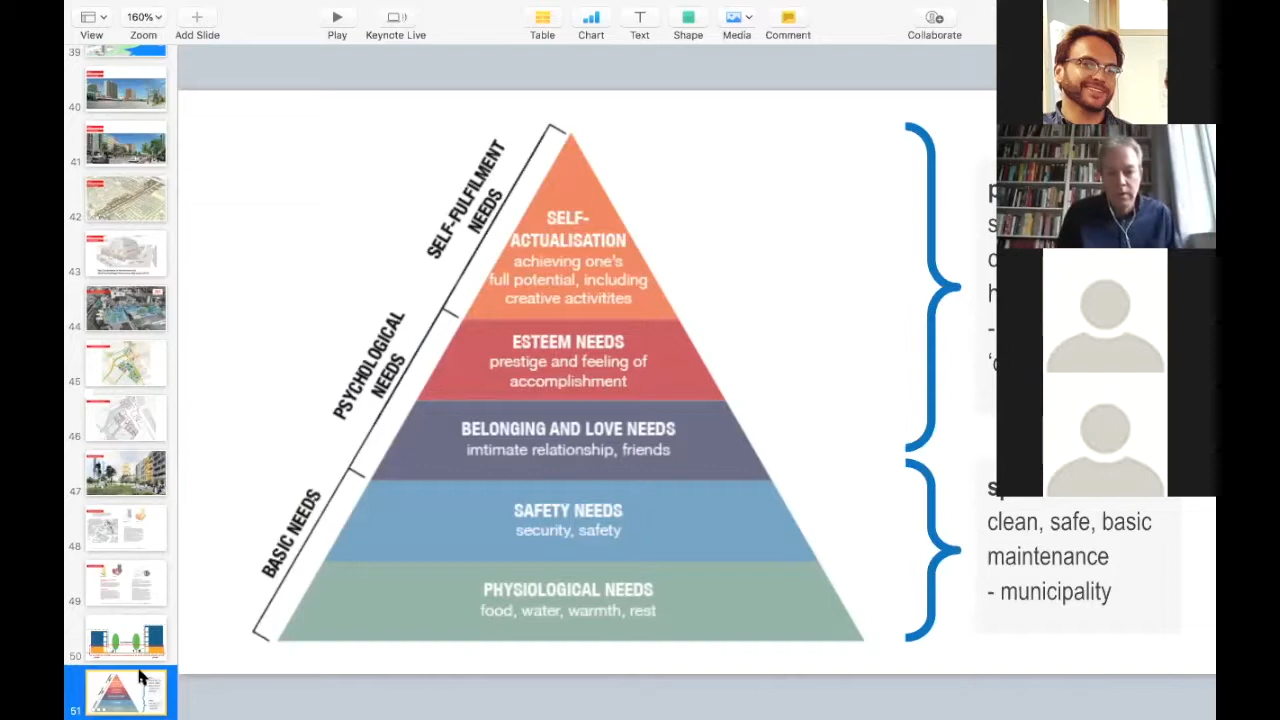 160%
View
Zoom
Add Slide
Play
Keynote Live
Table
Chart
Text
Shape
Media
Comment
Collaborate
39
40
41
42
43
44
45
46
47
48
49
50
51
SELF-FULFILMENT
NEEDS
PSYCHOLOGICAL
NEEDS
BASIC NEEDS
SELF-
ACTUALISATION
achieving one's
full potential, including
creative activitites
ESTEEM NEEDS
prestige and feeling of
accomplishment
BELONGING AND LOVE NEEDS
imtimate relationship, friends
SAFETY NEEDS
security, safety
PHYSIOLOGICAL NEEDS
food, water, warmth, rest
clean, safe, basic
maintenance
- municipality